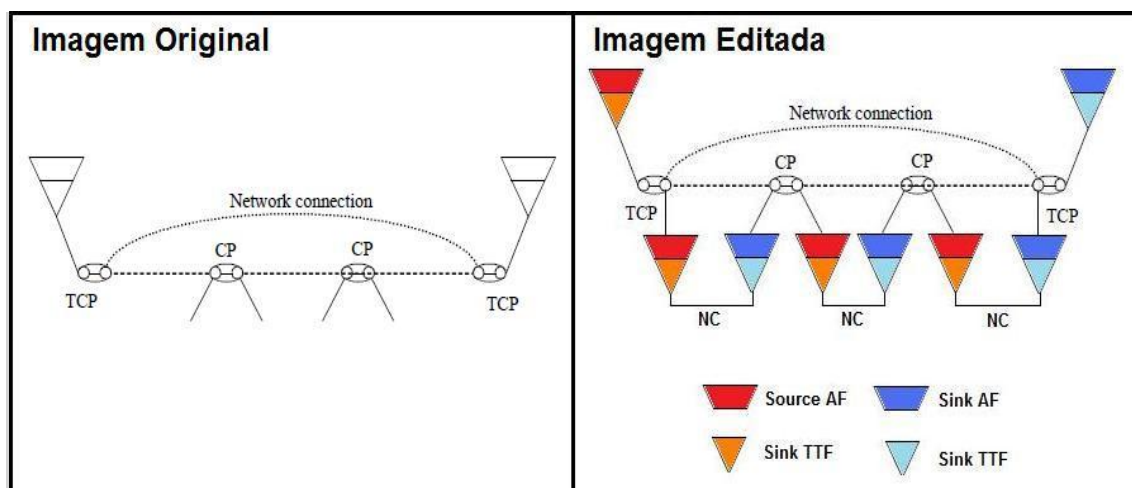 Imagem Original
Network connection
CP
CP
TCP
TCP
Imagem Editada
Network connection
CP
CP
TCP
TCP
NC
NC
NC
Source AF
Sink AF
Sink TTF
Sink TTF